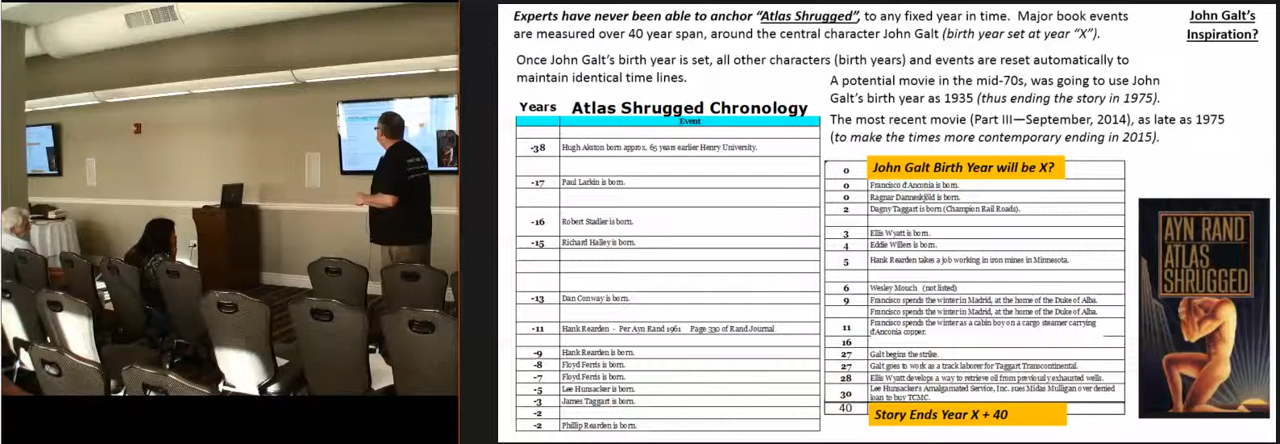 Experts have never been able to anchor “Atlas Shrugged”, to any fixed year in time. Major book events
are measured over 40 year span, around the central character John Galt (birth year set at year “X”).
John Galt’s
Inspiration?
Once John Galt’s birth year is set, all other characters (birth years) and events are reset automatically to
maintain identical time lines.
A potential movie in the mid-70s, was going to use John
Galt’s birth year as 1935 (thus ending the story in 1975).
The most recent movie (Part III—September, 2014), as late as 1975
(to make the times more contemporary ending in 2015).
Years Atlas Shrugged Chronology
Event
-38 Hugh Akston born approx. 65 years earlier Henry University.
-17 Paul Larkin is born.
-16 Robert Stadler is born.
-15 Richard Halley is born.
-13 Dan Conway is born.
-11 Hank Rearden - Per Ayn Rand 1961 Page 330 of Rand Journal
-9 Hank Rearden is born.
-8 Floyd Ferris is born.
-7 Floyd Ferris is born.
-5 Lee Hunsacker is born.
-3 James Taggart is born.
-2
-2 Phillip Rearden is born.
0 John Galt Birth Year will be X?
0 Francisco d'Anconia is born.
0 Ragnar Danneskjöld is born.
2 Dagny Taggart is born (Champion Rail Roads).
3 Ellis Wyatt is born.
4 Eddie Willers is born.
5 Hank Rearden takes a job working in iron mines in Minnesota.
6 Wesley Mouch (not listed)
9 Francisco spends the winter in Madrid, at the home of the Duke of Alba.
Francisco spends the winter in Madrid, at the home of the Duke of Alba.
11 Francisco spends the winter as a cabin boy on a cargo steamer carrying
d'Anconia copper.
16
27 Galt begins the strike.
27 Galt goes to work as a track laborer for Taggart Transcontinental.
28 Ellis Wyatt develops a way to retrieve oil from previously exhausted wells.
30 Lee Hunsacker's Amalgamated Service, Inc. sues Midas Mulligan over denied
loan to buy TCMC.
40 Story Ends Year X + 40
AYN RAND
ATLAS
SHRUGGED